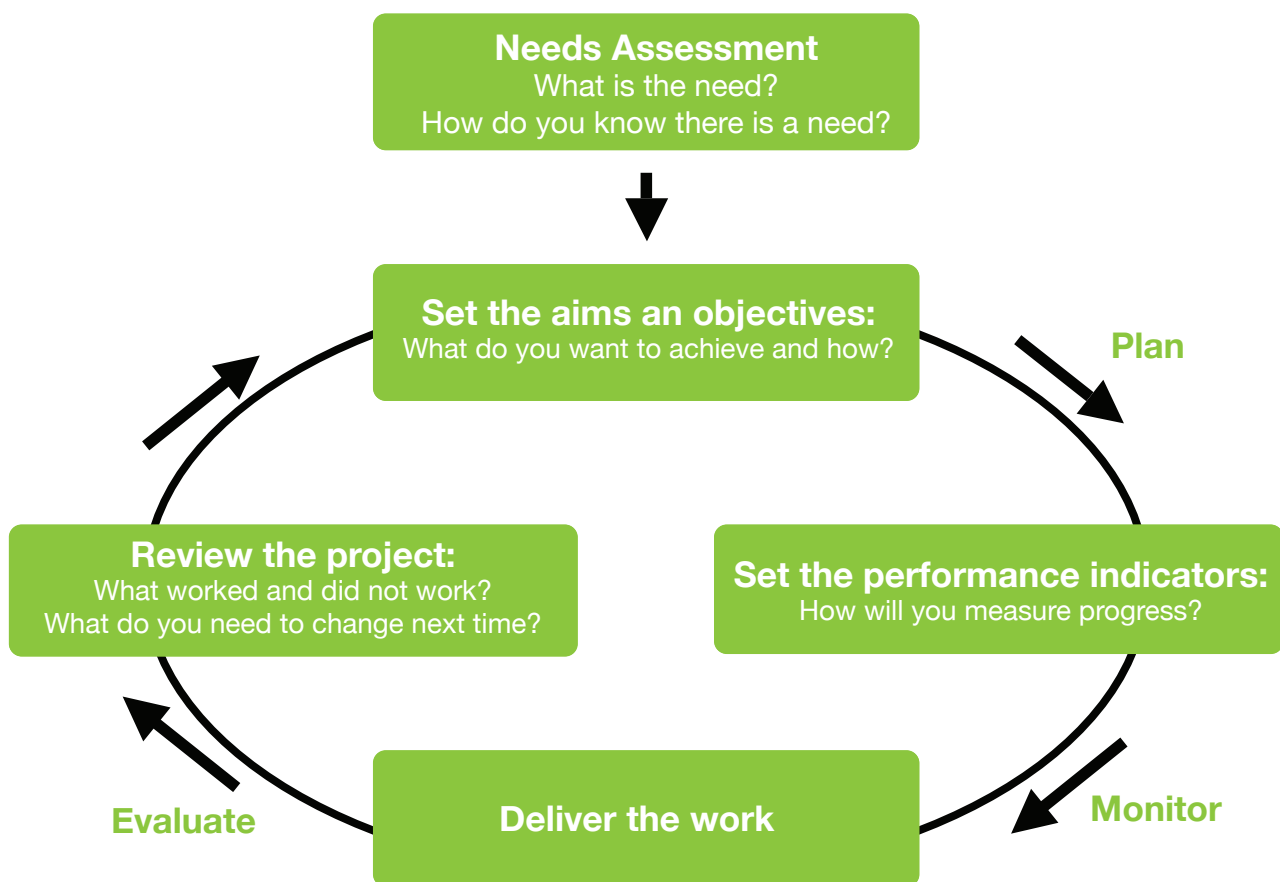 Needs Assessment
What is the need?
How do you know there is a need?
Set the aims an objectives:
What do you want to achieve and how?
Plan
Review the project:
What worked and did not work?
What do you need to change next time?
Set the performance indicators:
How will you measure progress?
Evaluate
Deliver the work
Monitor